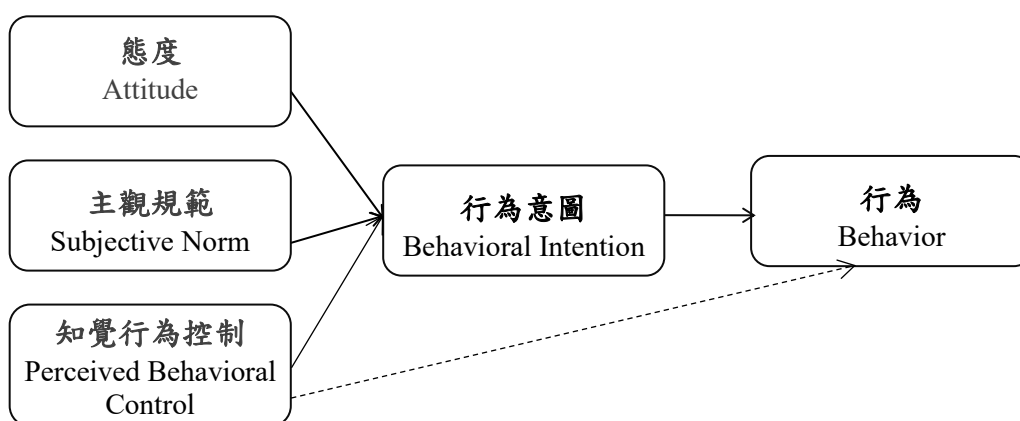 態度
Attitude
主觀規範
Subjective Norm
知覺行為控制
Perceived Behavioral
Control
行為意圖
Behavioral Intention
行為
Behavior